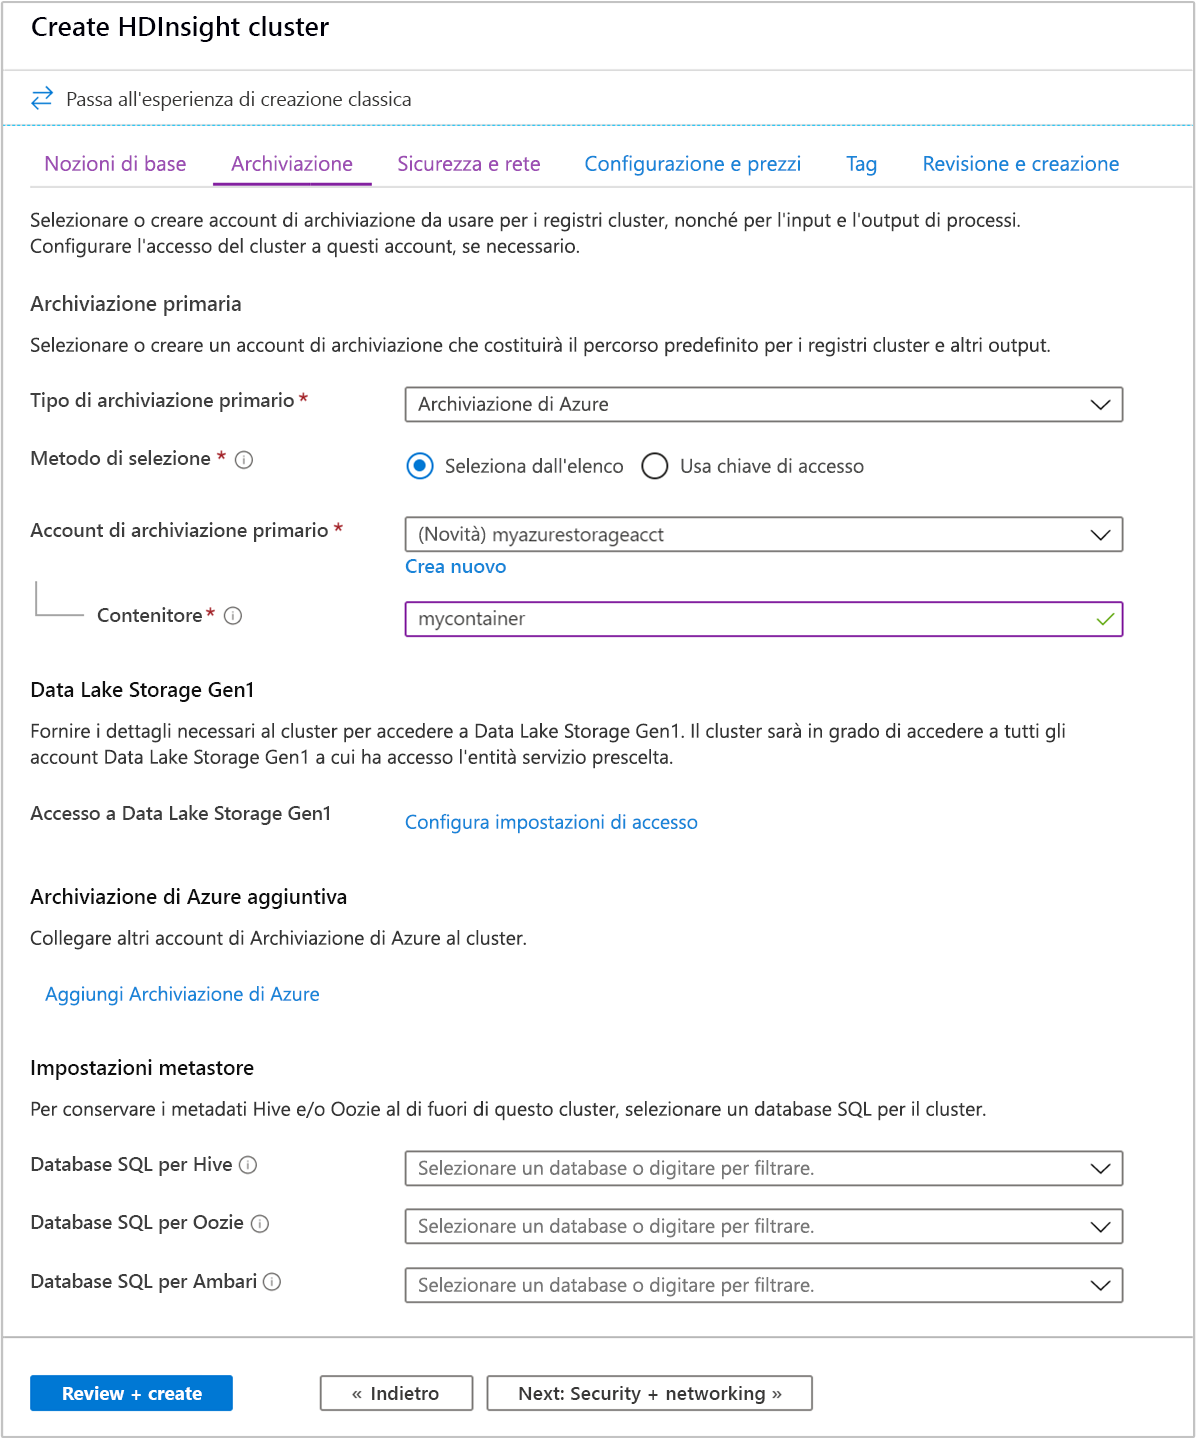 Create HDInsight cluster
Passa all'esperienza di creazione classica
Nozioni di base Archiviazione Sicurezza e rete Configurazione e prezzi Tag Revisione e creazione
Selezionare o creare account di archiviazione da usare per i registri cluster, nonché per l'input e l'output di processi.
Configurare l'accesso del cluster a questi account, se necessario.
Archiviazione primaria
Selezionare o creare un account di archiviazione che costituirà il percorso predefinito per i registri cluster e altri output.
Tipo di archiviazione primario * Archiviazione di Azure
Metodo di selezione * Seleziona dall'elenco Usa chiave di accesso
Account di archiviazione primario * (Novità) myazurestorageacct
Crea nuovo
Contenitore * mycontainer
Data Lake Storage Gen1
Fornire i dettagli necessari al cluster per accedere a Data Lake Storage Gen1. Il cluster sarà in grado di accedere a tutti gli
account Data Lake Storage Gen1 a cui ha accesso l'entità servizio prescelta.
Accesso a Data Lake Storage Gen1 Configura impostazioni di accesso
Archiviazione di Azure aggiuntiva
Collegare altri account di Archiviazione di Azure al cluster.
Aggiungi Archiviazione di Azure
Impostazioni metastore
Per conservare i metadati Hive e/o Oozie al di fuori di questo cluster, selezionare un database SQL per il cluster.
Database SQL per Hive Selezionare un database o digitare per filtrare.
Database SQL per Oozie Selezionare un database o digitare per filtrare.
Database SQL per Ambari Selezionare un database o digitare per filtrare.
Review + create « Indietro Next: Security + networking »